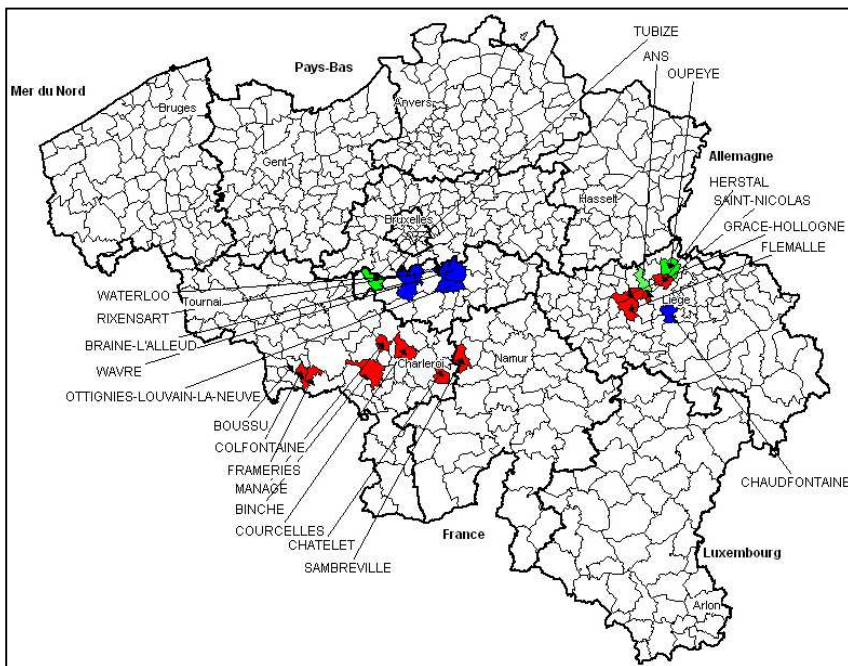 TUBIZE
ANS
OUPEYE
Pays-Bas
Mer du Nord
Bruges
Anvers
Gent
Allemagne
HERSTAL
Hasselt
SAINT-NICOLAS
Bruxelles
GRACE-HOLLOGNE
FLEMALLE
WATERLOO
Tournai
Liège
RIXENSART
BRAINE-L'ALLEUD
WAVRE
Charleroi
Namur
OTTIGNIES-LOUVAIN-LA-NEUVE
BOUSSU
COLFONTAINE
FRAMERIES
MANAGE
CHAUDFONTAINE
BINCHE
COURCELLES
France
CHATELET
Luxembourg
SAMBREVILLE
Arlon